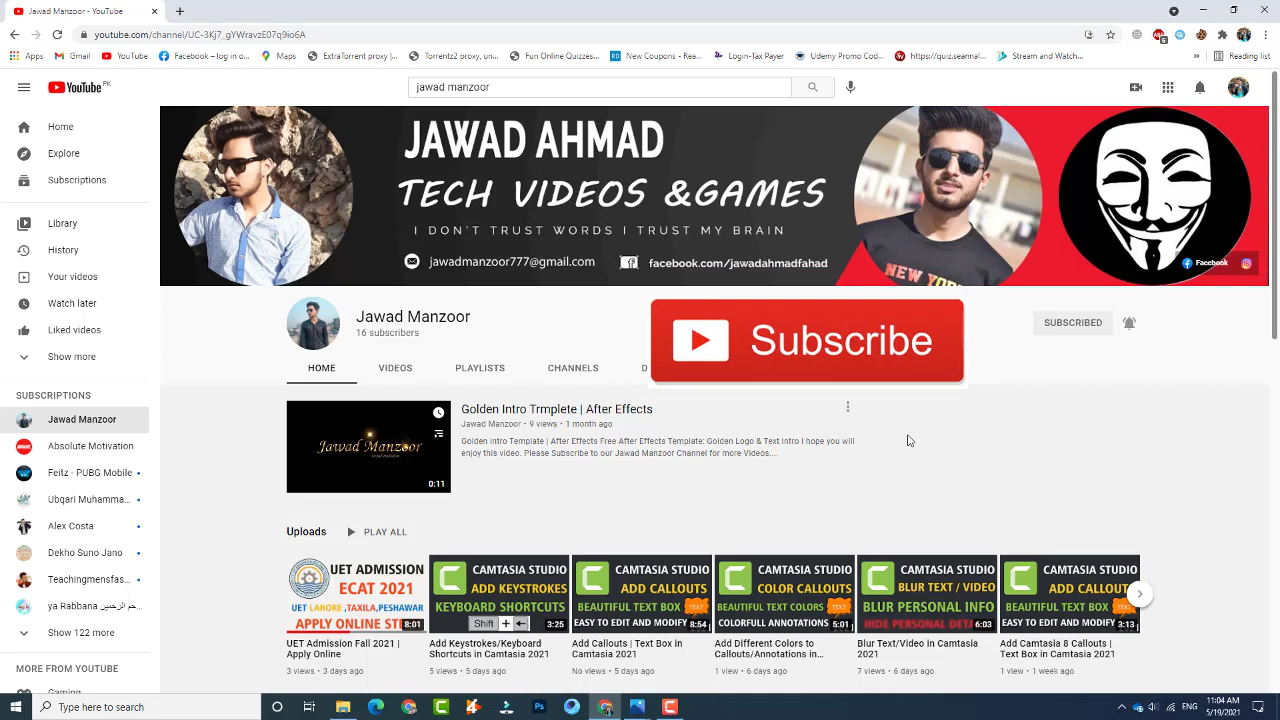 Jawad Manzoor - YouTube
youtube.com/channel/UC-3Kj7_gYWravzE07q9hio6A
6
Apps
Gmail
YouTube
Facebook – log in o...
Maps
ExtraTorrent proxy l...
Torrentz2 proxy, un...
Fun Online Quizzes...
New Coupons - Rea...
Login-Tax Payer
Udemy Promo Cod...
https://quiz.seannal...
Stream and Watch...
»
Reading list
YouTube PK
jawad manzoor
Home
Explore
Subscriptions
Library
History
Your videos
Watch later
Liked videos
Show more
SUBSCRIPTIONS
Jawad Manzoor
Absolute Motivation
Feitz - PUBG Mobile
Ubqari Muhamma...
Alex Costa
Dekho Suno Jano
Teachingmensfas...
ya Rabbana ربنا الرحمن الرحيم...
Show 122 more
MORE FROM YOUTUBE
Gaming
JAWAD AHMAD
TECH VIDEOS &GAMES
I DON'T TRUST WORDS I TRUST MY BRAIN
jawadmanzoor777@gmail.com
facebook.com/jawadahmadfahad
NEW YORK
Facebook
Jawad Manzoor
16 subscribers
Subscribe
SUBSCRIBED
HOME
VIDEOS
PLAYLISTS
CHANNELS
D
Jawad Manzoor
0:11
Golden Intro Trmplete | After Effects
Jawad Manzoor • 9 views • 1 month ago
Golden Intro Template | After Effects Free After Effects Template: Golden Logo & Text Intro I hope you will
enjoy this video. Please Subscribe to our Jawad Manzoor Channel for more Videos....
Uploads
PLAY ALL
UET ADMISSION
ECAT 2021
UET LAHORE ,TAXILA,PESHAWAR
APPLY ONLINE
8:01
UET Admission Fall 2021 |
Apply Online
3 views • 3 days ago
CAMTASIA STUDIO
ADD KEYSTROKES
KEYBOARD SHORTCUTS
Shift +
3:25
Add Keystrokes/Keyboard
Shortcuts in Camtasia 2021
5 views • 5 days ago
CAMTASIA STUDIO
ADD CALLOUTS
BEAUTIFUL TEXT BOX TEXT
EASY TO EDIT AND MODIFY
8:54
Add Callouts | Text Box in
Camtasia 2021
No views • 5 days ago
CAMTASIA STUDIO
COLOR CALLOUTS
BEAUTIFUL TEXT COLORS TEXT
COLORFULL ANNOTATIONS
5:01
Add Different Colors to
Callouts/Annotations in...
1 view • 6 days ago
CAMTASIA STUDIO
BLUR TEXT / VIDEO
BLUR PERSONAL INFO
HIDE PERSONAL
6:03
Blur Text/Video in Camtasia
2021
7 views • 6 days ago
CAMTASIA STUDIO
ADD CALLOUT
BEAUTIFUL TEXT BOX TEXT
EASY TO EDIT AND MODIFY
3:13
Add Camtasia 8 Callouts |
Text Box in Camtasia 2021
1 view • 1 week ago
Type here to search
11:04 AM